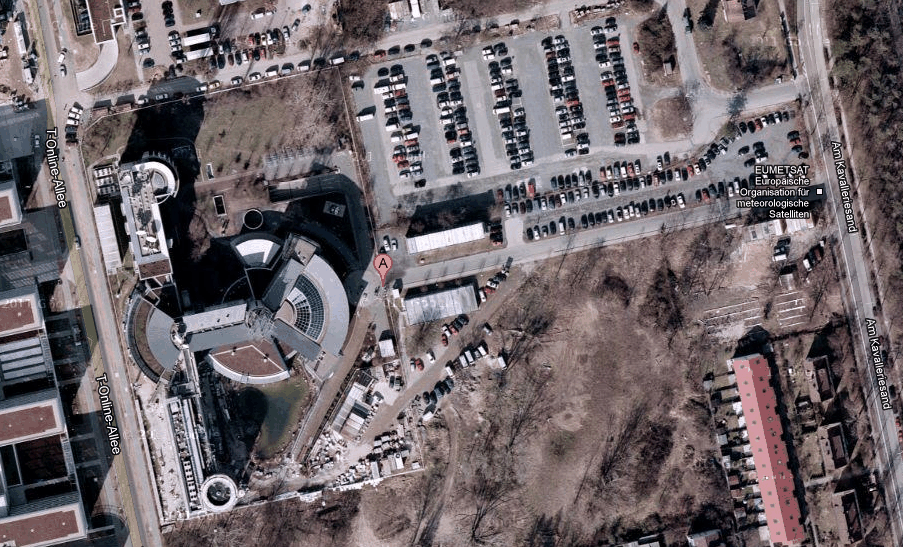 T-Online-Allee
Am Kavalleriesand
EUMETSAT
Europäische
Organisation für
meteorologische
Satelliten
A
Am Kavalleriesand
T-Online-Allee